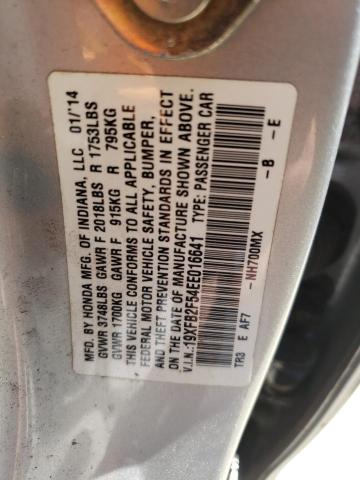 MFD. BY HONDA MFG. OF INDIANA, LLC 01/'14
GVWR 3748LBS GAWR F 2018LBS R 1753LBS
GVWR 1700KG GAWR F 915KG R 795KG
THIS VEHICLE CONFORMS TO ALL APPLICABLE
FEDERAL MOTOR VEHICLE SAFETY, BUMPER,
AND THEFT PREVENTION STANDARDS IN EFFECT
ON THE DATE OF MANUFACTURE SHOWN ABOVE.
V.I.N.:19XFB2F54EE016641 TYPE: PASSENGER CAR
TR3 E AF7 -NH700MX -B -E